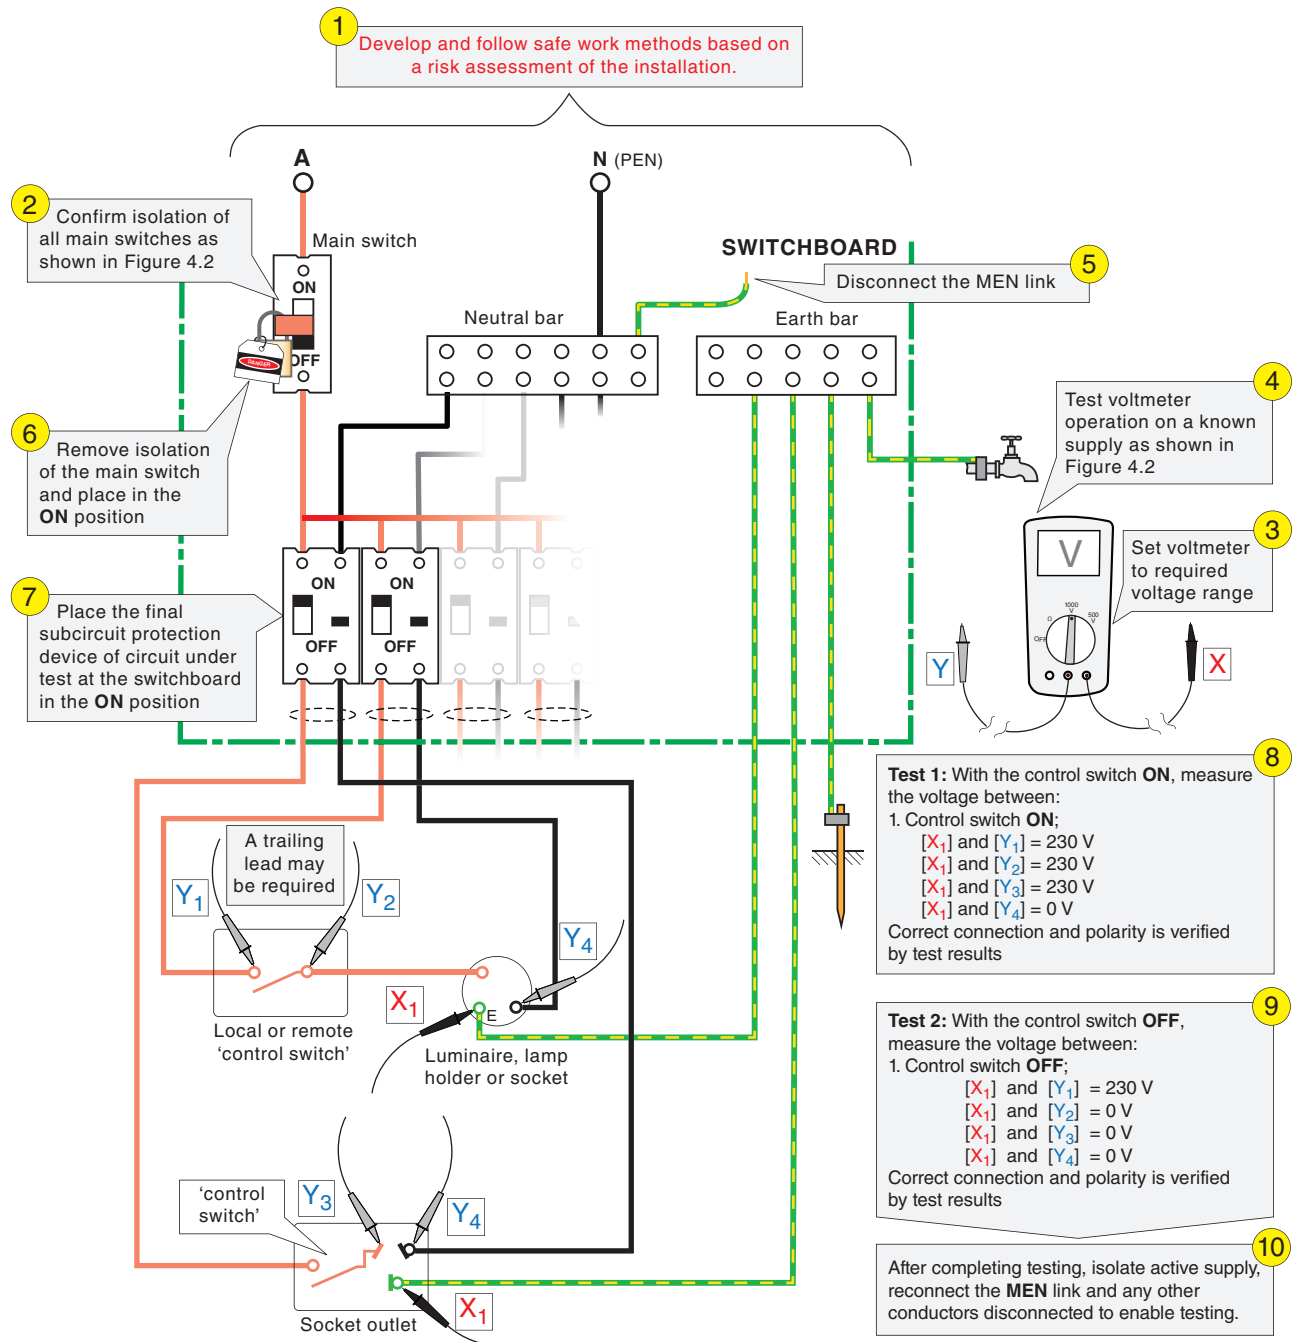 1
Develop and follow safe work methods based on
a risk assessment of the installation.
A
N (PEN)
2
Confirm isolation of
all main switches as
shown in Figure 4.2
Main switch
SWITCHBOARD
5
Disconnect the MEN link
ON
OFF
DANGER
Neutral bar
Earth bar
4
Test voltmeter
operation on a known
supply as shown in
Figure 4.2
6
Remove isolation
of the main switch
and place in the
ON position
3
Set voltmeter
to required
voltage range
V
1000
V
500
V
Ω
OFF
Y
X
7
Place the final
subcircuit protection
device of circuit under
test at the switchboard
in the ON position
ON
OFF
ON
OFF
8
Test 1: With the control switch ON, measure
the voltage between:
1. Control switch ON;
[X1] and [Y1] = 230 V
[X1] and [Y2] = 230 V
[X1] and [Y3] = 230 V
[X1] and [Y4] = 0 V
Correct connection and polarity is verified
by test results
A trailing
lead may
be required
Y1
Y2
Y4
X1
E
Local or remote
'control switch'
Luminaire, lamp
holder or socket
9
Test 2: With the control switch OFF,
measure the voltage between:
1. Control switch OFF;
[X1] and [Y1] = 230 V
[X1] and [Y2] = 0 V
[X1] and [Y3] = 0 V
[X1] and [Y4] = 0 V
Correct connection and polarity is verified
by test results
'control
switch'
Y3
Y4
X1
Socket outlet
10
After completing testing, isolate active supply,
reconnect the MEN link and any other
conductors disconnected to enable testing.